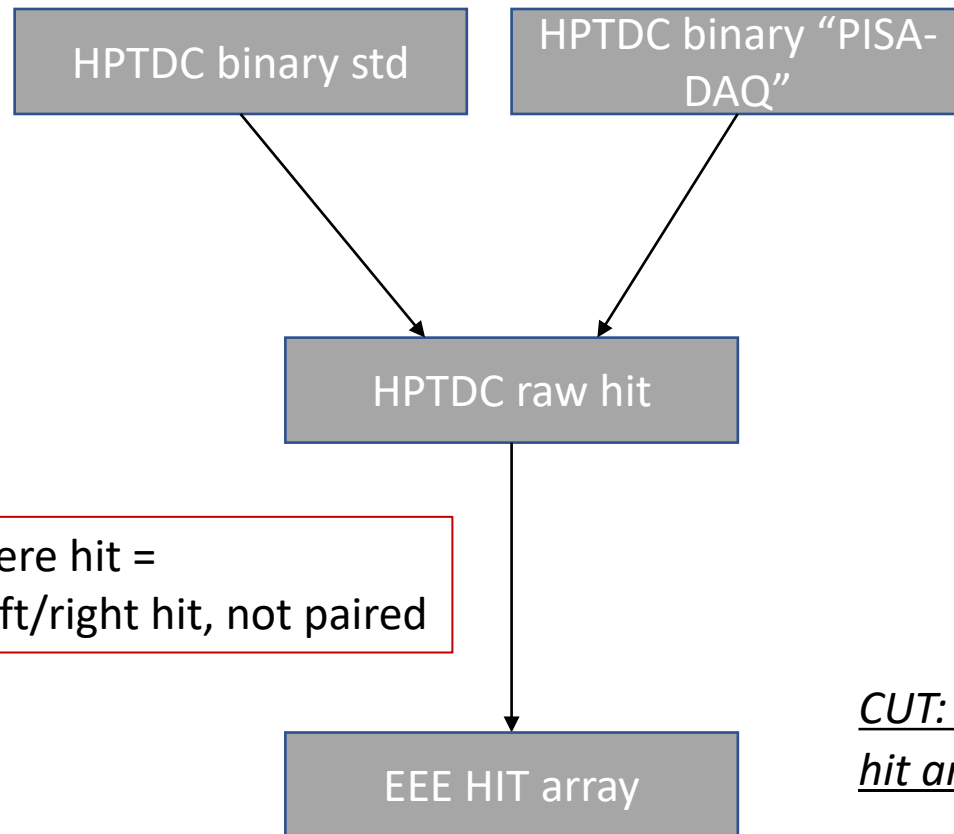 HPTDC binary std
HPTDC binary “PISA-
DAQ”
HPTDC raw hit
ere hit =
ft/right hit, not paired
CUT:
hit ar
EEE HIT array